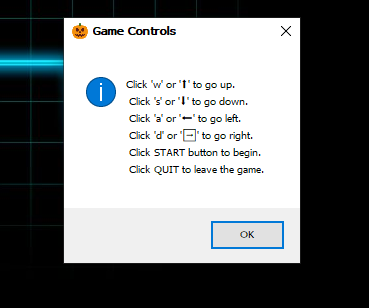 Game Controls
Click 'w' or '⬆' to go up.
Click 's' or '⬇' to go down.
Click 'a' or '←' to go left.
Click 'd' or '→' to go right.
Click START button to begin.
Click QUIT to leave the game.
OK